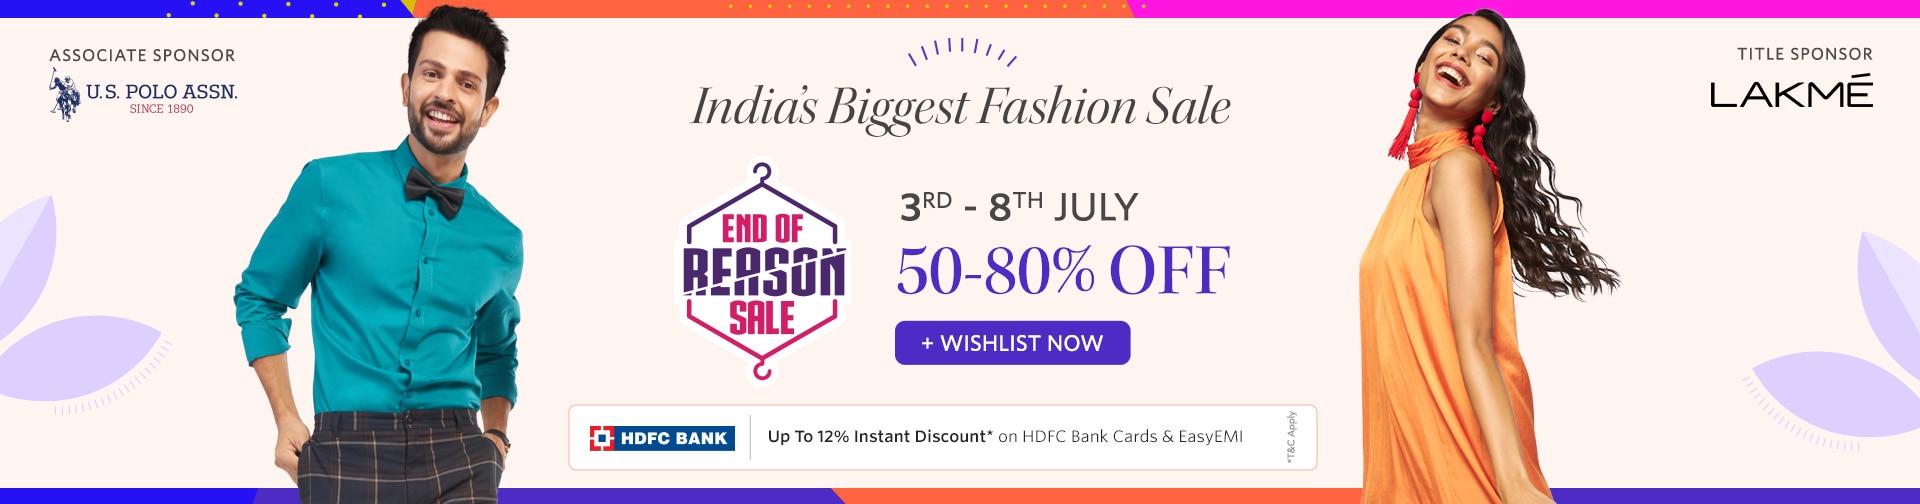 ASSOCIATE SPONSOR
U.S. POLO ASSN.
SINCE 1890
India's Biggest Fashion Sale
END OF
REASON
SALE
3RD - 8TH JULY
50-80% OFF
+ WISHLIST NOW
HDFC BANK
Up To 12% Instant Discount* on HDFC Bank Cards & EasyEMI
*T&C Apply
TITLE SPONSOR
LAKMÉ